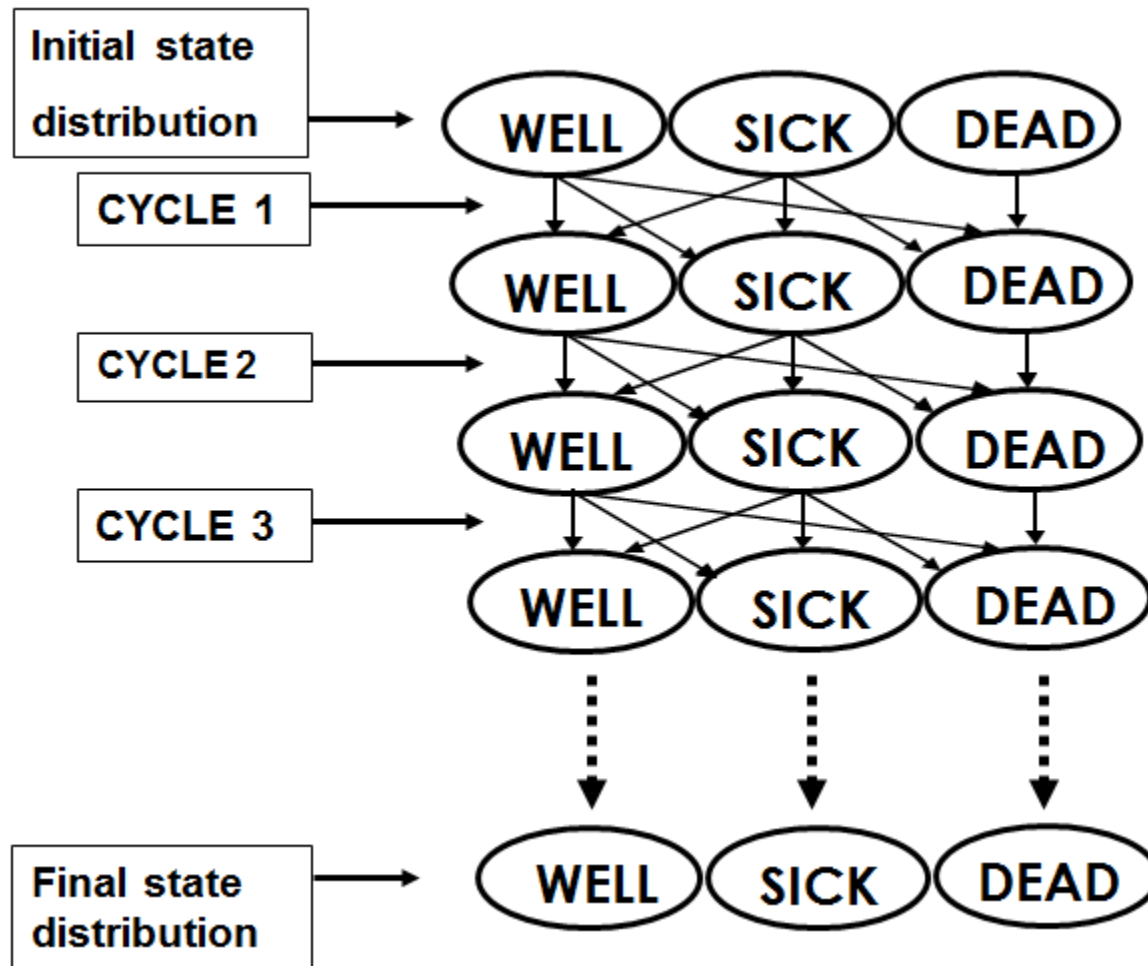 Initial state
distribution
WELL SICK DEAD
CYCLE 1
WELL SICK DEAD
CYCLE 2
WELL SICK DEAD
CYCLE 3
WELL SICK DEAD
Final state
distribution
WELL SICK DEAD